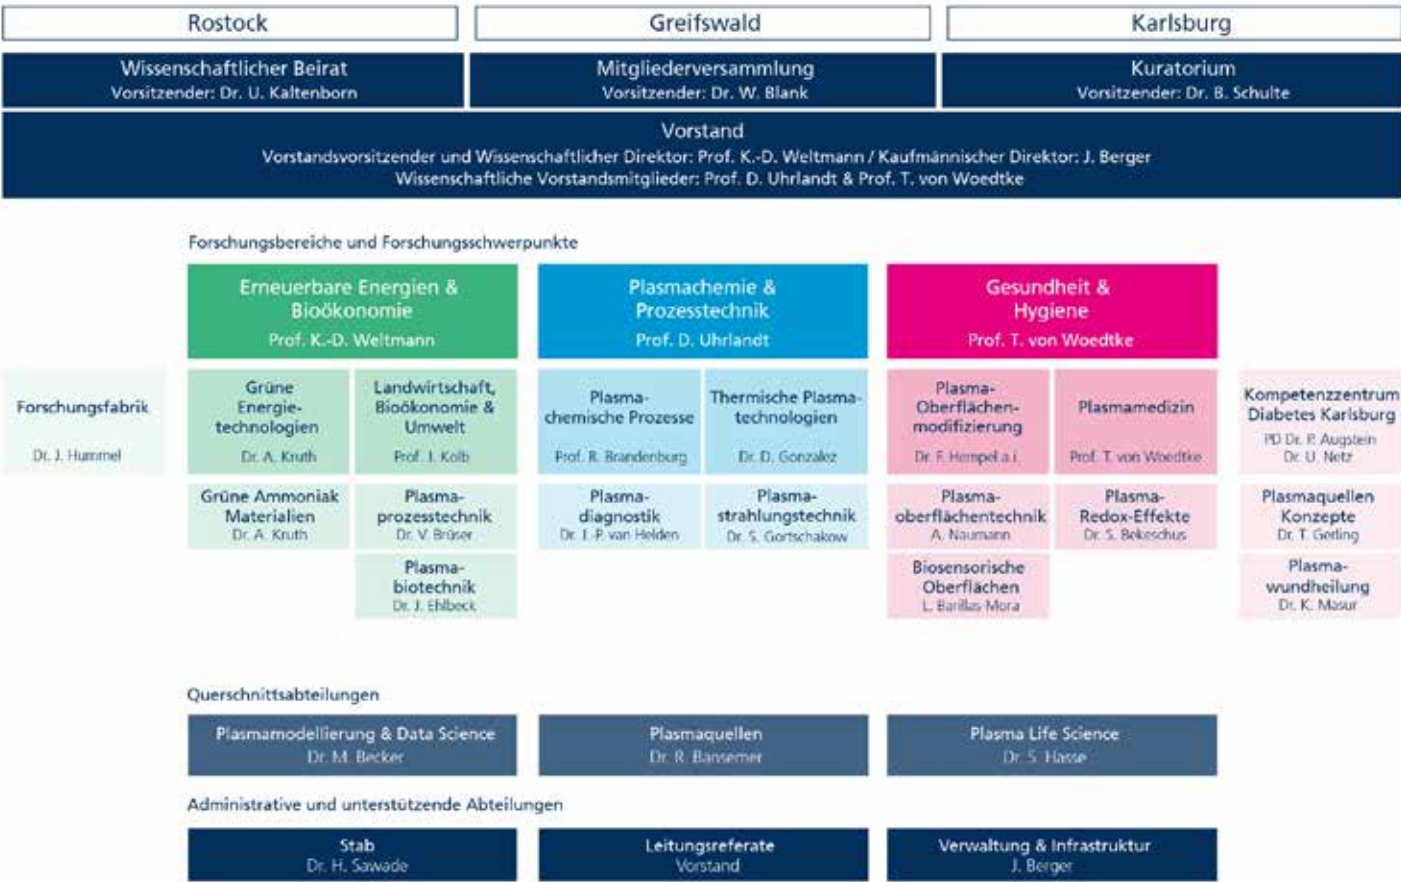 Rostock
Greifswald
Karlsburg
Wissenschaftlicher Beirat
Vorsitzender: Dr. U. Kaltenborn
Mitgliederversammlung
Vorsitzender: Dr. W. Blank
Kuratorium
Vorsitzender: Dr. B. Schulte
Vorstand
Vorstandsvorsitzender und Wissenschaftlicher Direktor: Prof. K.-D. Weltmann / Kaufmännischer Direktor: J. Berger
Wissenschaftliche Vorstandsmitglieder: Prof. D. Uhrlandt & Prof. T. von Woedtke
Forschungsbereiche und Forschungsschwerpunkte
Erneuerbare Energien &
Bioökonomie
Prof. K.-D. Weltmann
Plasmachemie &
Prozesstechnik
Prof. D. Uhrlandt
Gesundheit &
Hygiene
Prof. T. von Woedtke
Forschungsfabrik
Dr. J. Hummel
Grüne
Energie-
technologien
Dr. A. Kruth
Landwirtschaft,
Bioökonomie &
Umwelt
Prof. J. Kolb
Plasma-
chemische Prozesse
Prof. R. Brandenburg
Thermische Plasma-
technologien
Dr. D. Gonzalez
Plasma-
Oberflächen-
modifizierung
Dr. F. Hempel a.i.
Plasmamedizin
Prof. T. von Woedtke
Kompetenzzentrum
Diabetes Karlsburg
PD Dr. P. Augstein
Dr. U. Netz
Grüne Ammoniak
Materialien
Dr. A. Kruth
Plasma-
prozesstechnik
Dr. V. Brüser
Plasma-
diagnostik
Dr. J.-P. van Helden
Plasma-
strahlungstechnik
Dr. S. Gortschakow
Plasma-
oberflächentechnik
A. Naumann
Plasma-
Redox-Effekte
Dr. S. Bekeschus
Plasmaquellen
Konzepte
Dr. T. Gerling
Plasma-
biotechnik
Dr. J. Ehlbeck
Biosensorische
Oberflächen
L. Barillas-Mora
Plasma-
wundheilung
Dr. K. Masur
Querschnittsabteilungen
Plasmamodellierung & Data Science
Dr. M. Becker
Plasmaquellen
Dr. R. Bansemer
Plasma Life Science
Dr. S. Hasse
Administrative und unterstützende Abteilungen
Stab
Dr. H. Sawade
Leitungsreferate
Vorstand
Verwaltung & Infrastruktur
J. Berger